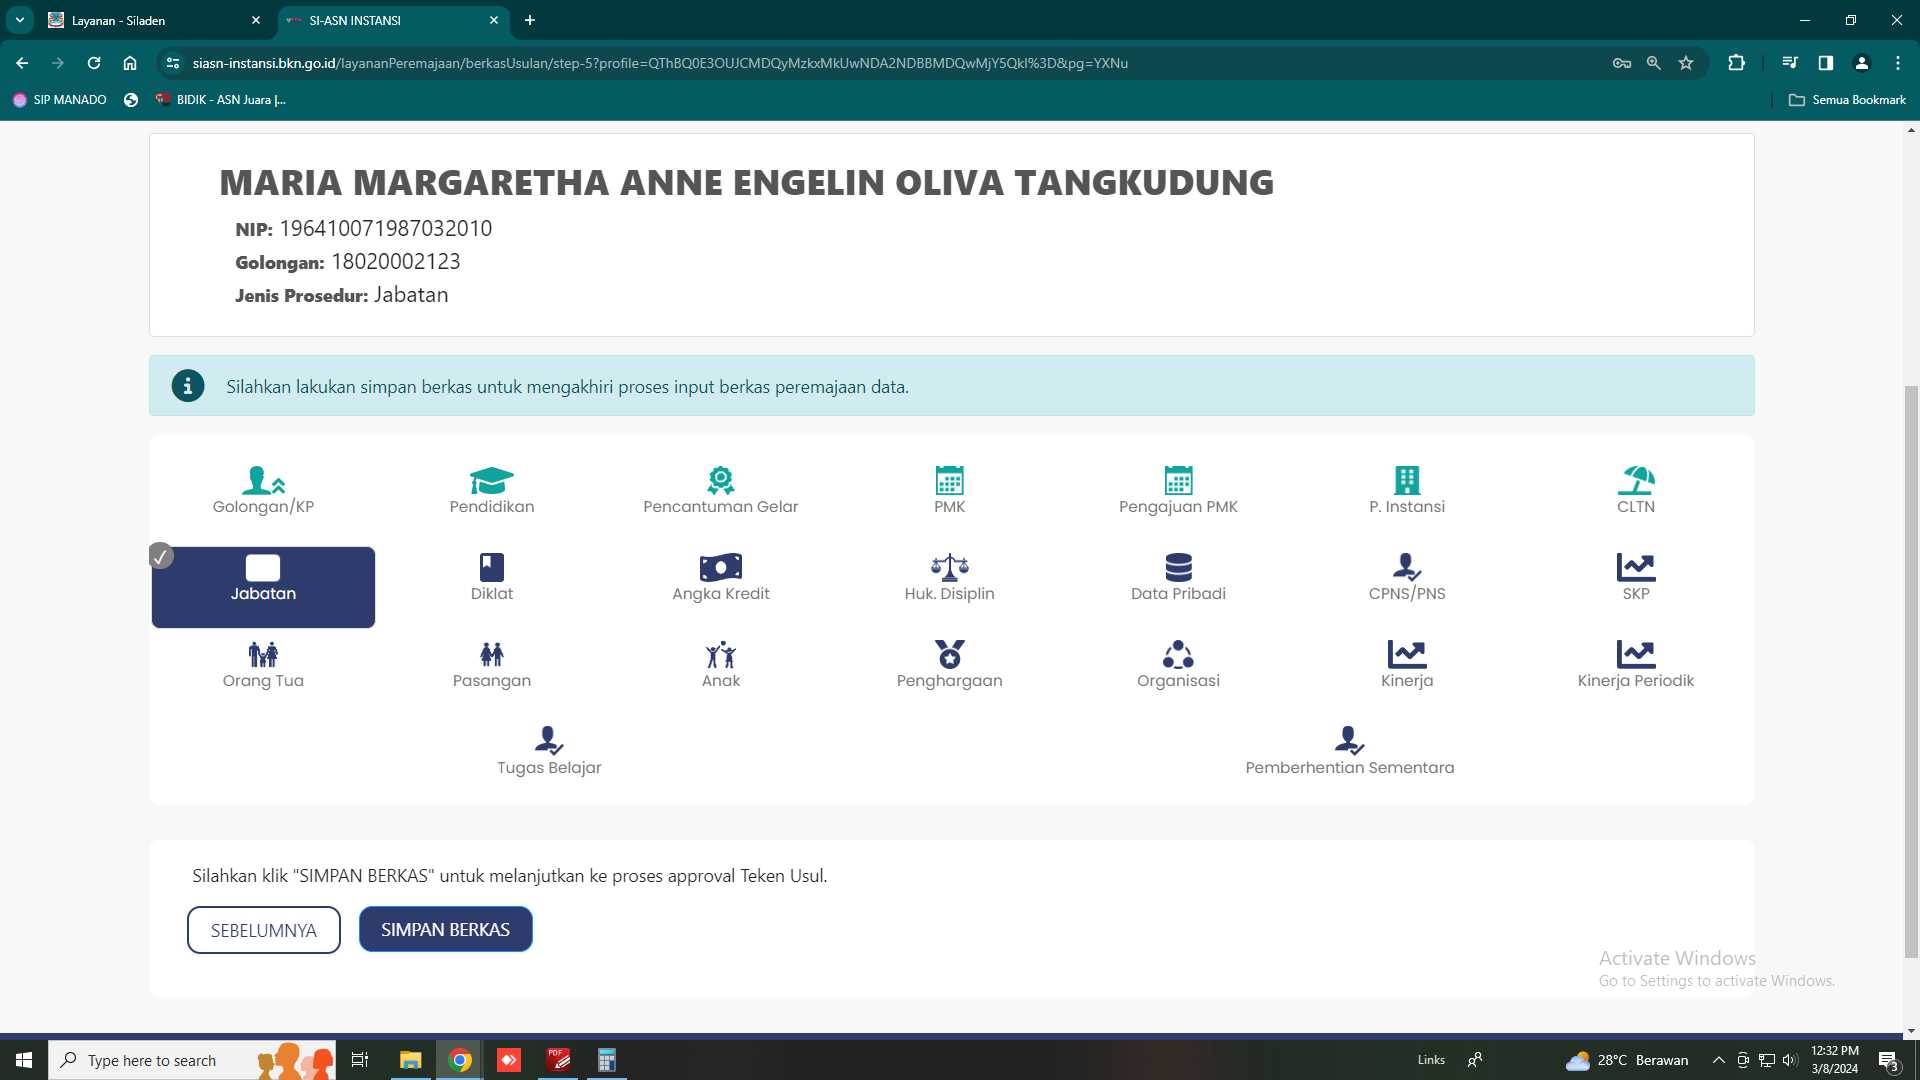 Layanan - Siladen
SI-ASN INSTANSI
siasn-instansi.bkn.go.id/layananPeremajaan/berkasUsulan/step-5?profile=QThBQ0E3OUJCMDQyMzkxMkUwNDA2NDBBMDQwMjY5QkI%3D&pg=YXNu
SIP MANADO
BIDIK - ASN Juara |...
Semua Bookmark
MARIA MARGARETHA ANNE ENGELIN OLIVA TANGKUDUNG
NIP: 196410071987032010
Golongan: 18020002123
Jenis Prosedur: Jabatan
Silahkan lakukan simpan berkas untuk mengakhiri proses input berkas peremajaan data.
Golongan/KP
Pendidikan
Pencantuman Gelar
PMK
Pengajuan PMK
P. Instansi
CLTN
Jabatan
Diklat
Angka Kredit
Huk. Disiplin
Data Pribadi
CPNS/PNS
SKP
Orang Tua
Pasangan
Anak
Penghargaan
Organisasi
Kinerja
Kinerja Periodik
Tugas Belajar
Pemberhentian Sementara
Silahkan klik "SIMPAN BERKAS" untuk melanjutkan ke proses approval Teken Usul.
SEBELUMNYA
SIMPAN BERKAS
Activate Windows
Go to Settings to activate Windows.
Type here to search
PDF
Links
28°C Berawan
12:32 PM
3/8/2024
3